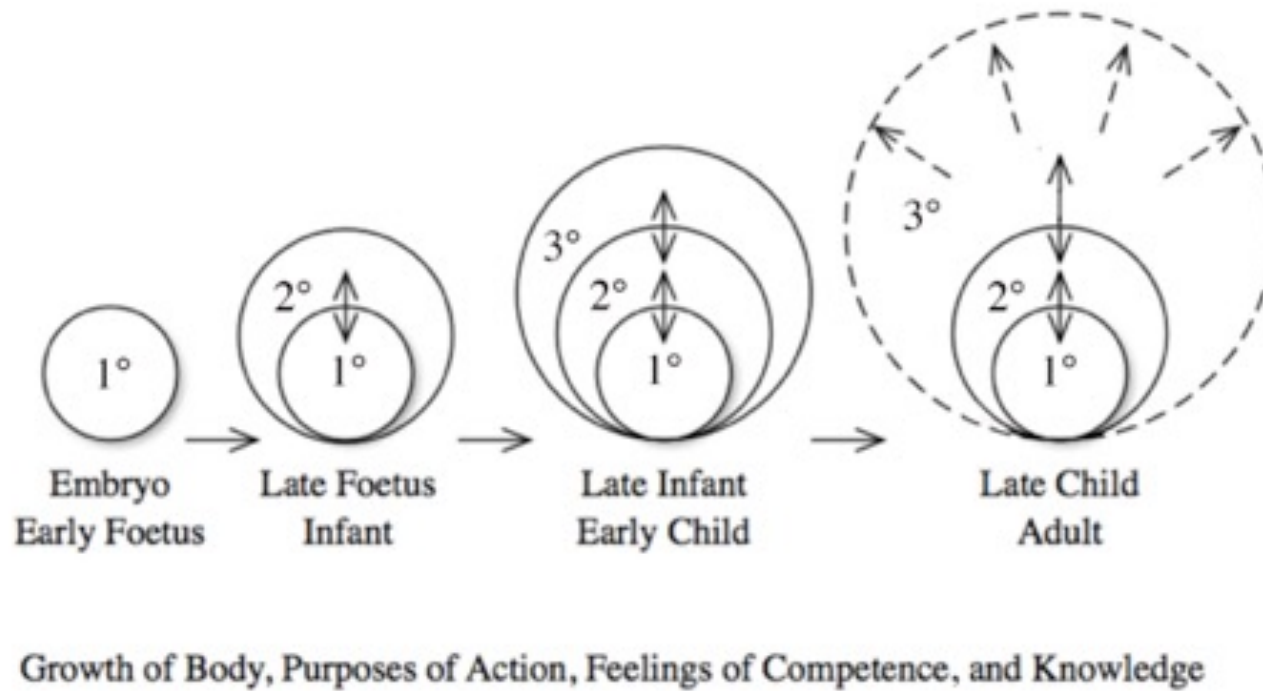 1°
2°
1°
3°
2°
1°
3°
2°
1°
Embryo
Early Foetus
Late Foetus
Infant
Late Infant
Early Child
Late Child
Adult
Growth of Body, Purposes of Action, Feelings of Competence, and Knowledge